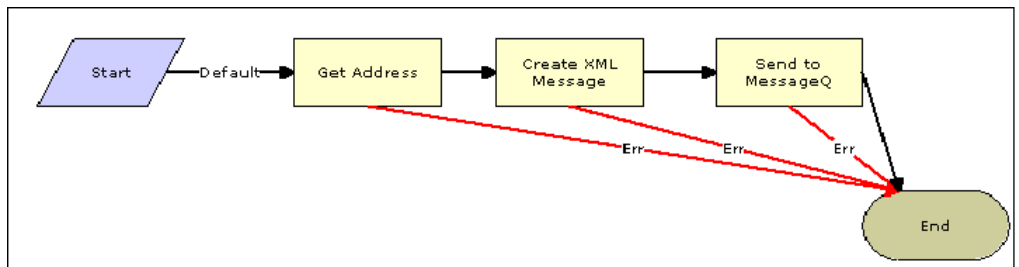 Start
Default
Get Address
Create XML
Message
Send to
MessageQ
Err
Err
Err
End